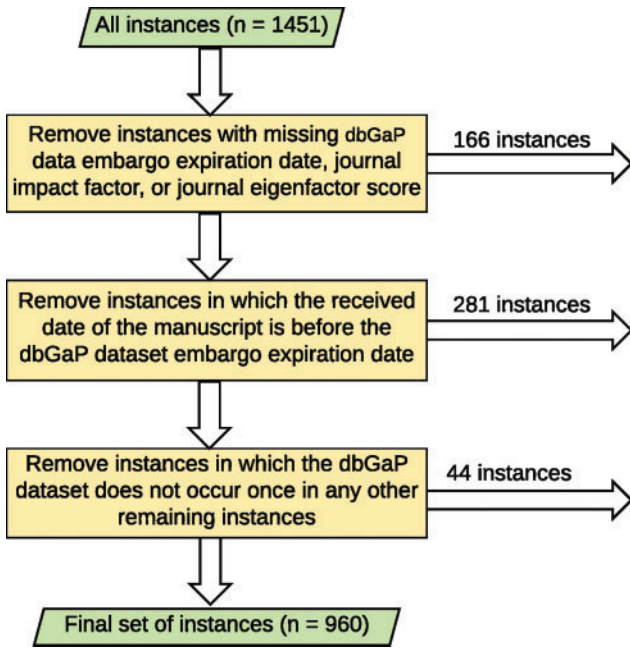 All instances (n = 1451)
Remove instances with missing dbGaP
data embargo expiration date, journal
impact factor, or journal eigenfactor score
166 instances
Remove instances in which the received
date of the manuscript is before the
dbGaP dataset embargo expiration date
281 instances
Remove instances in which the dbGaP
dataset does not occur once in any other
remaining instances
44 instances
Final set of instances (n = 960)